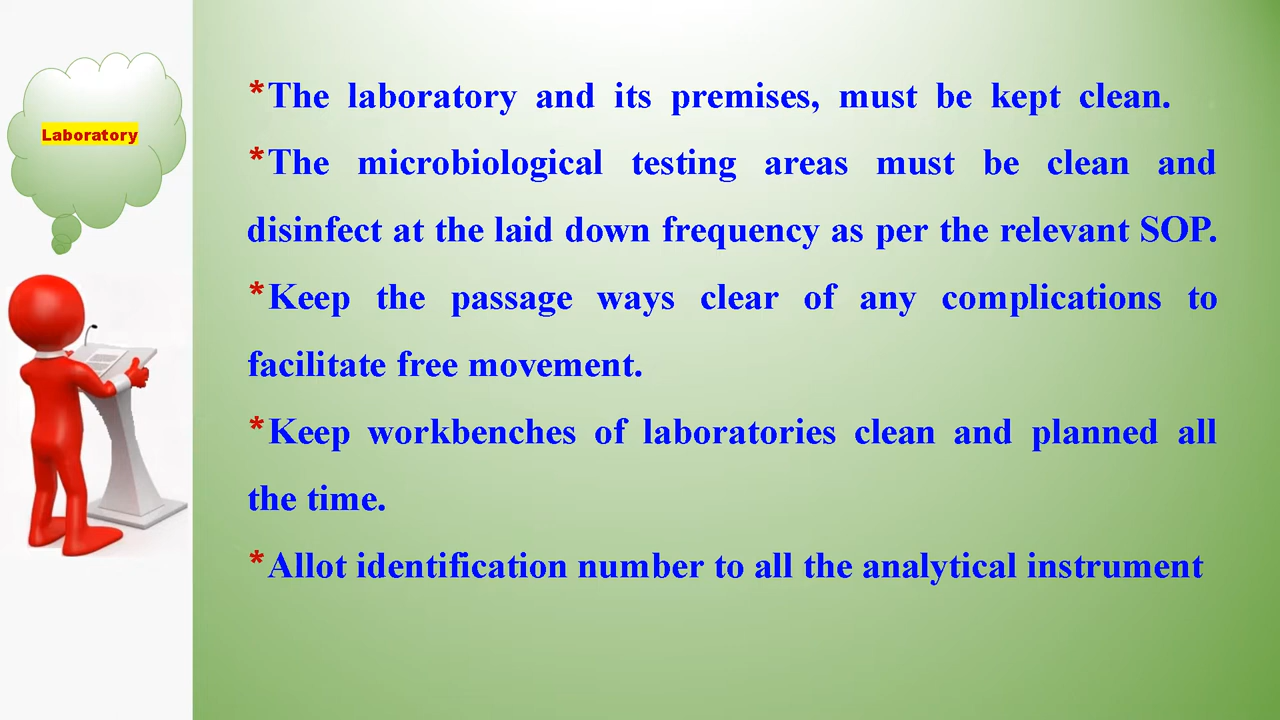 Laboratory
*The laboratory and its premises, must be kept clean.
*The microbiological testing areas must be clean and
disinfect at the laid down frequency as per the relevant SOP.
*Keep the passage ways clear of any complications to
facilitate free movement.
*Keep workbenches of laboratories clean and planned all
the time.
*Allot identification number to all the analytical instrument